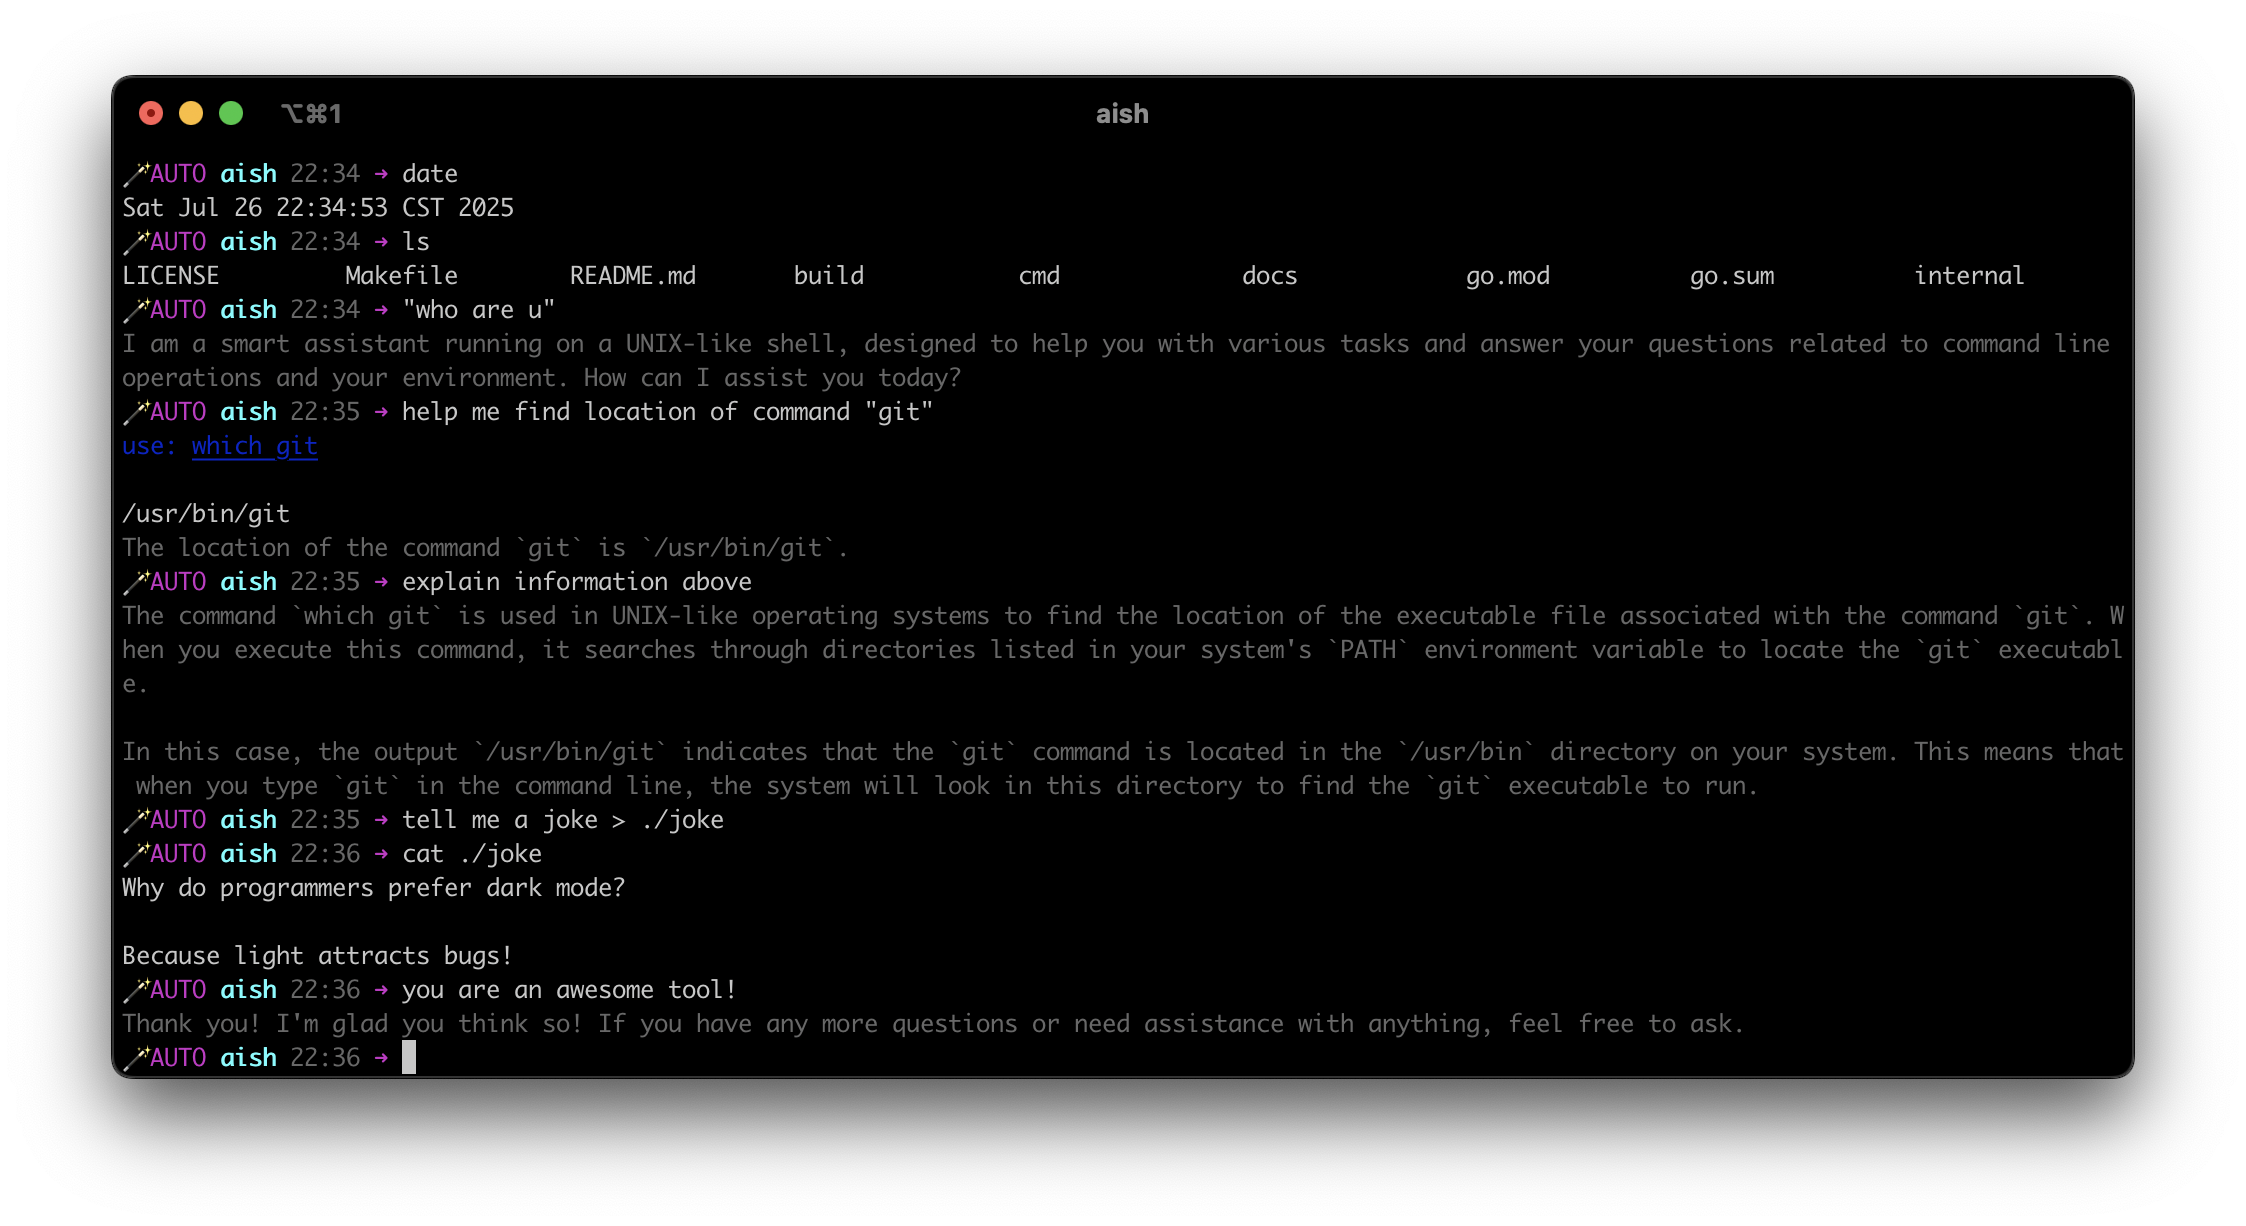 ⌥⌘1 aish
🪄AUTO aish 22:34 → date
Sat Jul 26 22:34:53 CST 2025
🪄AUTO aish 22:34 → ls
LICENSE Makefile README.md build cmd docs go.mod go.sum internal
🪄AUTO aish 22:34 → "who are u"
I am a smart assistant running on a UNIX-like shell, designed to help you with various tasks and answer your questions related to command line
operations and your environment. How can I assist you today?
🪄AUTO aish 22:35 → help me find location of command "git"
use: which git
/usr/bin/git
The location of the command `git` is `/usr/bin/git`.
🪄AUTO aish 22:35 → explain information above
The command `which git` is used in UNIX-like operating systems to find the location of the executable file associated with the command `git`. W
hen you execute this command, it searches through directories listed in your system's `PATH` environment variable to locate the `git` executabl
e.
In this case, the output `/usr/bin/git` indicates that the `git` command is located in the `/usr/bin` directory on your system. This means that
when you type `git` in the command line, the system will look in this directory to find the `git` executable to run.
🪄AUTO aish 22:35 → tell me a joke > ./joke
🪄AUTO aish 22:36 → cat ./joke
Why do programmers prefer dark mode?
Because light attracts bugs!
🪄AUTO aish 22:36 → you are an awesome tool!
Thank you! I'm glad you think so! If you have any more questions or need assistance with anything, feel free to ask.
🪄AUTO aish 22:36 →